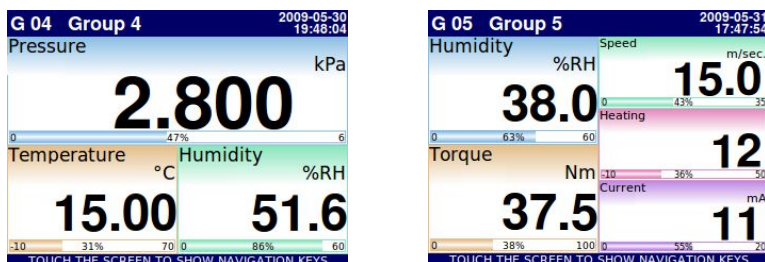 G 04 Group 4
2009-05-30
19:48:04
Pressure
kPa
2.800
0 47% 6
Temperature
°C
15.00
-10 31% 70
Humidity
%RH
51.6
0 86% 60
TOUCH THE SCREEN TO SHOW NAVIGATION KEYS
G 05 Group 5
2009-05-31
17:47:54
Humidity
%RH
38.0
0 63% 60
Speed
m/sec.
15.0
0 43% 35
Heating
12
-10 36% 50
Torque
Nm
37.5
0 38% 100
Current
mA
11
0 55% 20
TOUCH THE SCREEN TO SHOW NAVIGATION KEYS